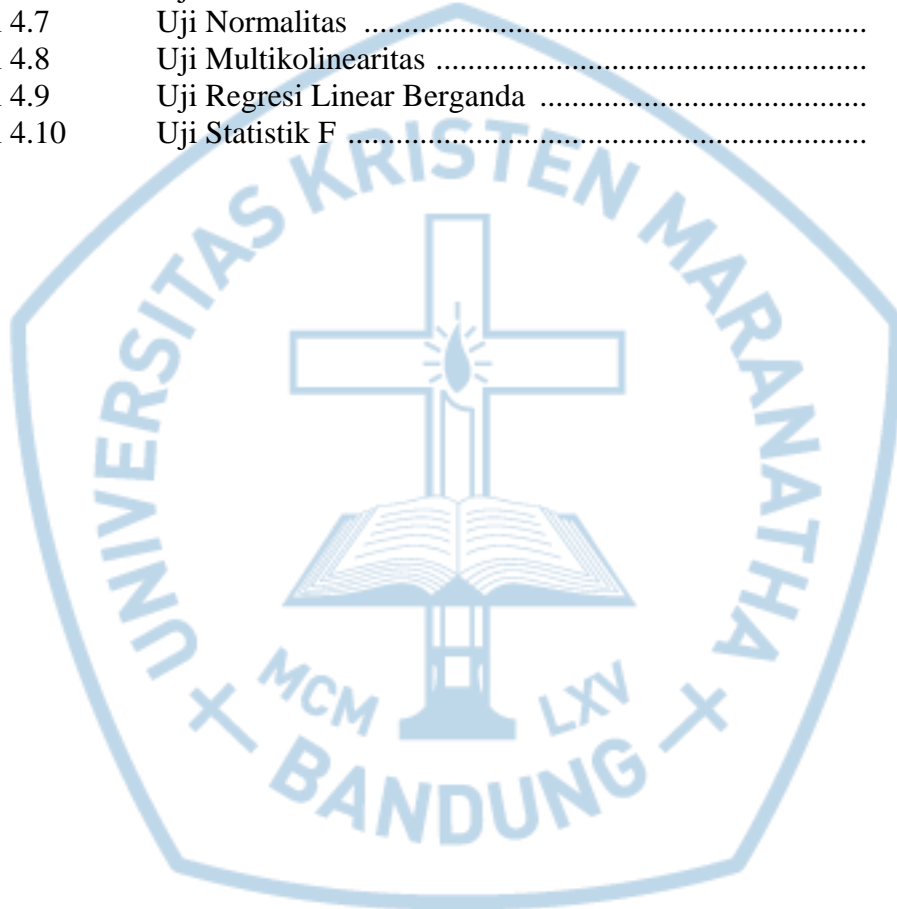 4.7 Uji Normalitas ................................................................
4.8 Uji Multikolinearitas .......................................................
4.9 Uji Regresi Linear Berganda ..........................................
4.10 Uji Statistik F ..................................................................
UNIVERSITAS KRISTEN MARANATHA
MCM LXV
BANDUNG